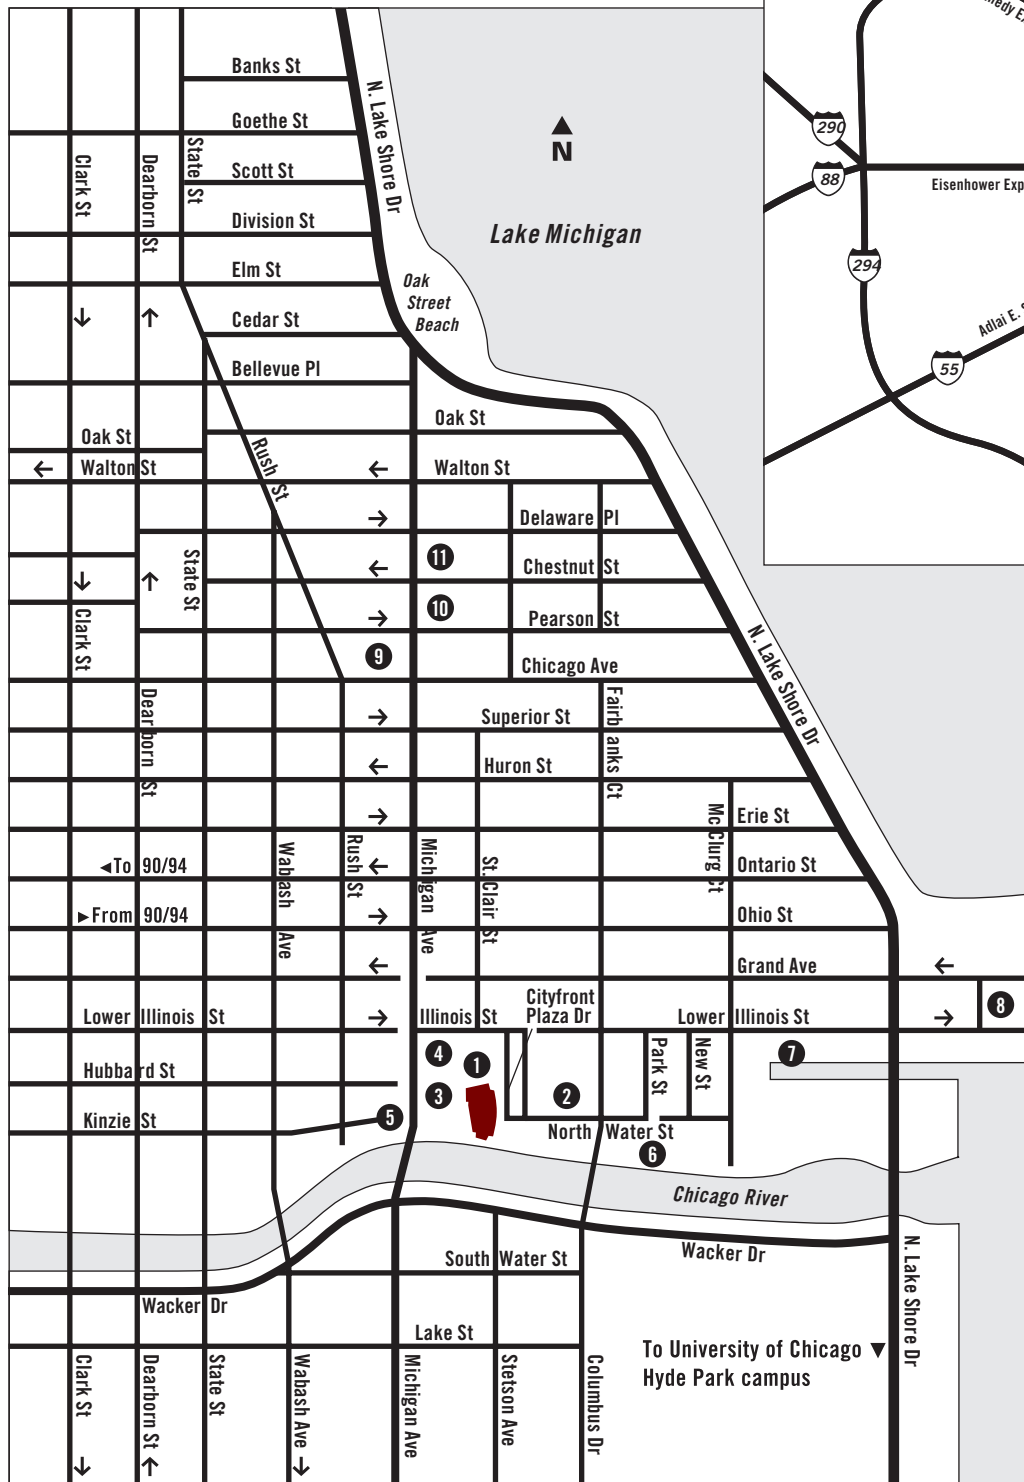 Banks St
Goethe St
Clark St
Dearborn St
State St
Scott St
Division St
Elm St
Cedar St
Bellevue Pl
N. Lake Shore Dr
N
Lake Michigan
Oak
Street
Beach
290
88
Eisenhower Exp
294
Adlai E.
55
Oak St
Oak St
Walton St
Walton St
Rush St
Delaware Pl
11
Chestnut St
State St
10
Pearson St
Clark St
9
Chicago Ave
N. Lake Shore Dr
Dearborn St
Superior St
Fairbanks Ct
Huron St
McClurg Ct
Erie St
To 90/94
Wabash Ave
Rush St
Michigan Ave
St. Clair St
Ontario St
From 90/94
Ohio St
Grand Ave
8
Lower Illinois St
Illinois St
Cityfront
Plaza Dr
Lower Illinois St
4
1
Park St
New St
7
Hubbard St
3
2
Kinzie St
5
North Water St
6
Chicago River
South Water St
Wacker Dr
Wacker Dr
N. Lake Shore Dr
Lake St
To University of Chicago
Hyde Park campus
Clark St
Dearborn St
State St
Wabash Ave
Michigan Ave
Stetson Ave
Columbus Dr